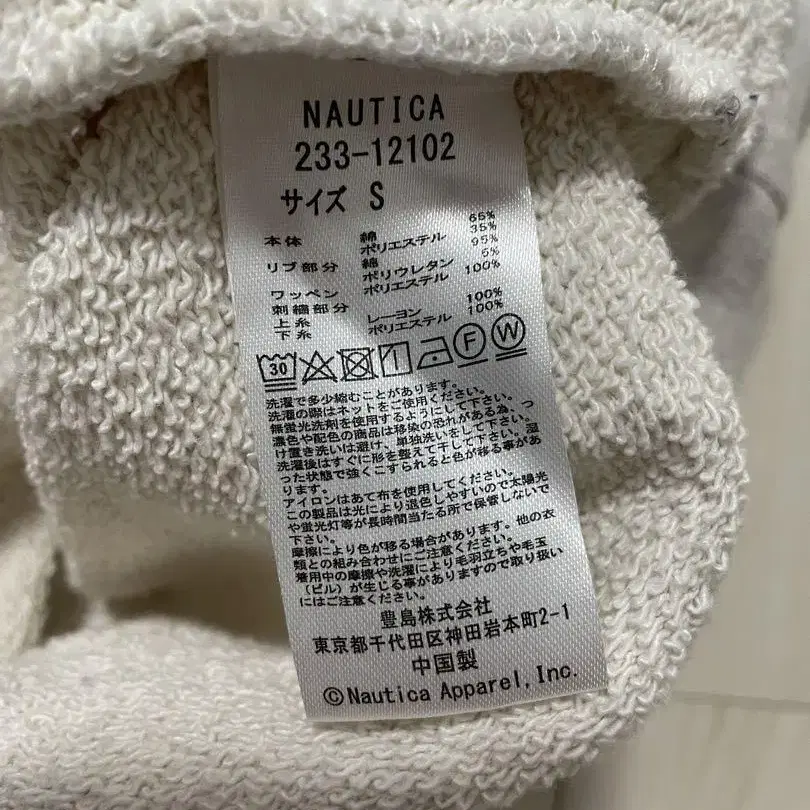 NAUTICA
233-12102
サイズ S
本体 綿 65%
ポリエステル 35%
リブ部分 綿 95%
ポリウレタン 5%
ワッペン ポリエステル 100%
刺繍部分
上糸 レーヨン 100%
下糸 ポリエステル 100%
30 F W
洗濯で多少縮むことがあります。
洗濯の際はネットをご使用ください。
無蛍光洗剤を使用するようにして下さい。
濃色や配色の商品は移染の恐れがある為、つ
け置き洗いは避け、単独洗いをして下さい。
洗濯後はすぐに形を整えて干して下さい。湿
った状態で強くこすられると色が移る事があ
ります。
アイロンはあて布を使用してください。
この製品は光により退色しやすいので太陽光
や蛍光灯等が長時間当たる所で保管しないで
下さい。
摩擦により色が移る場合があります。他の衣
類との組み合わせにご注意ください。
着用中の摩擦や洗濯により毛羽立ちや毛玉
（ピル）が生じる事がありますので取り扱い
にはご注意ください。
豊島株式会社
東京都千代田区神田岩本町2-1
中国製
©Nautica Apparel, Inc.